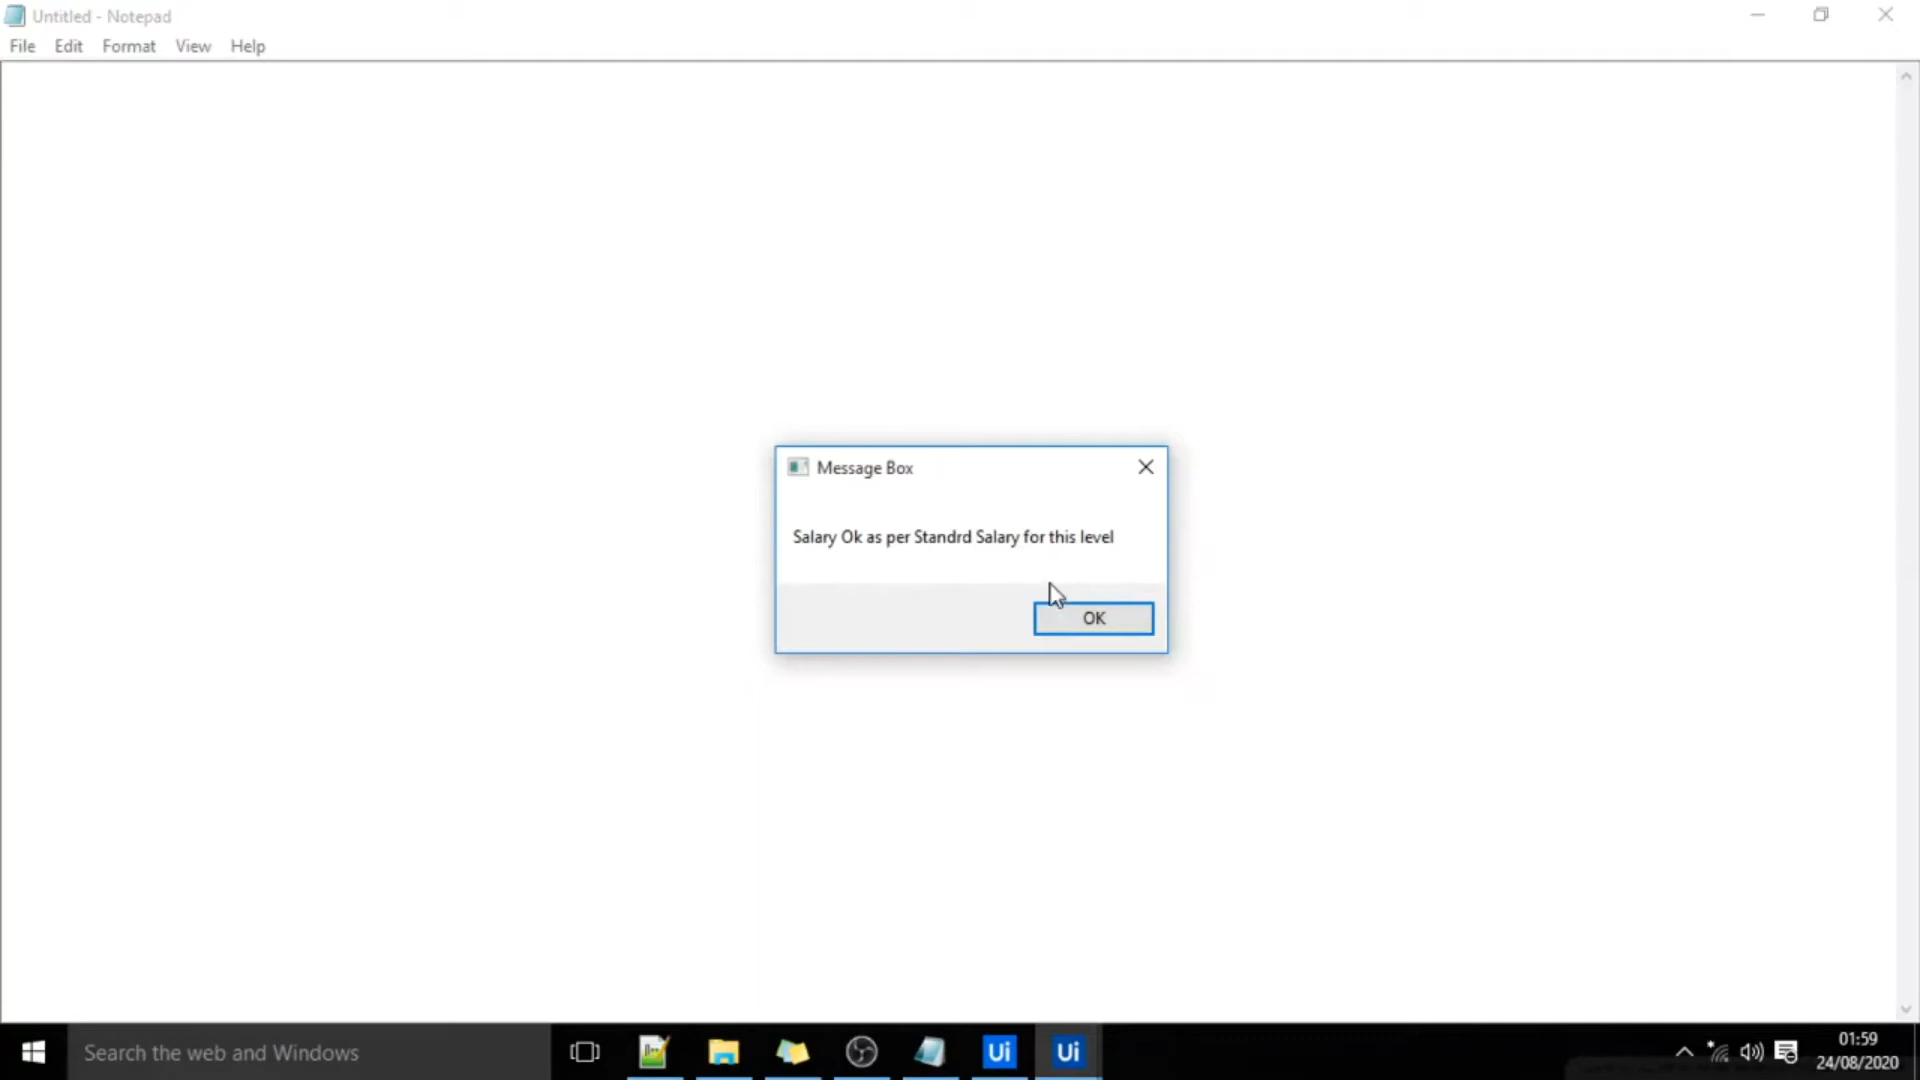 Untitled - Notepad
File Edit Format View Help
Message Box
Salary Ok as per Standrd Salary for this level
OK
Search the web and Windows
Ui
Ui
01:59
24/08/2020